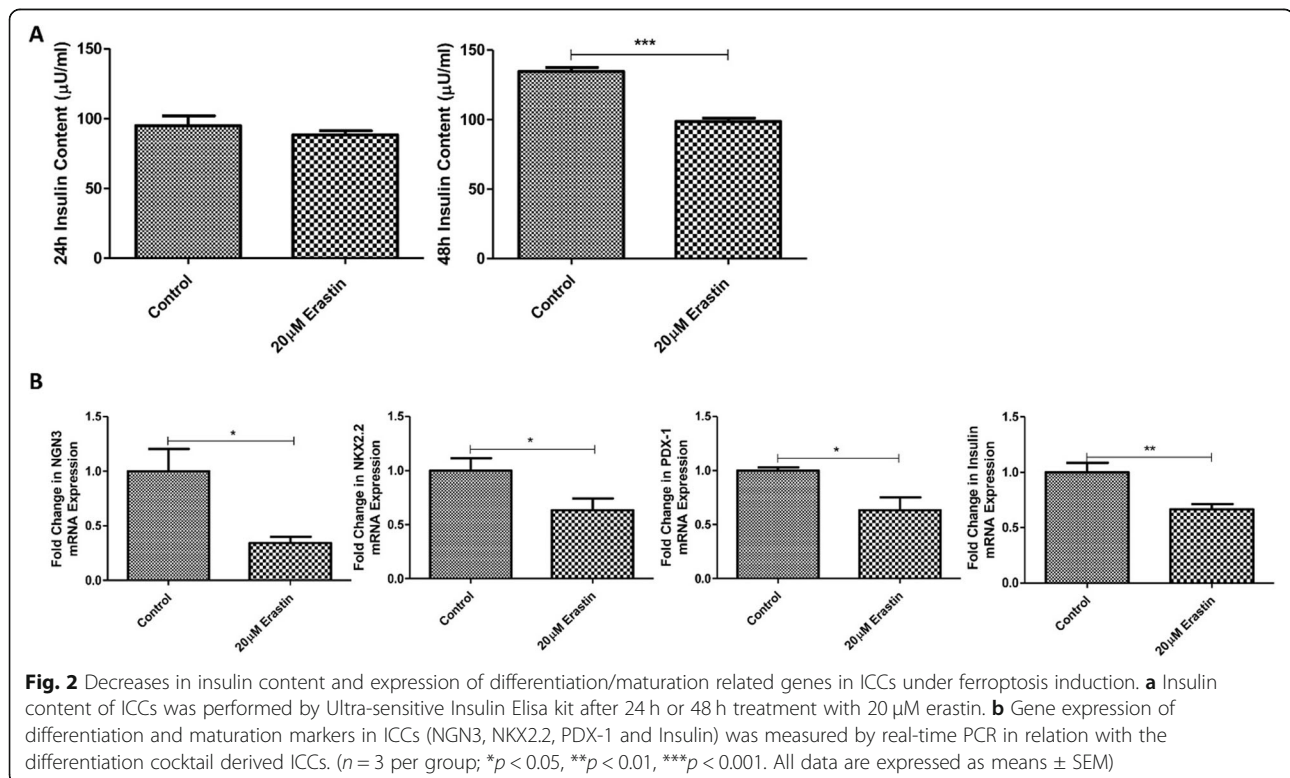 A
150
100
50
0
24h Insulin Content (µU/ml)
Control
20µM Erastin
150
100
50
0
48h Insulin Content (µU/ml)
***
Control
20µM Erastin
B
1.5
1.0
0.5
0.0
Fold Change in NGN3
mRNA Expression
*
Control
20µM Erastin
1.5
1.0
0.5
0.0
Fold Change in NKX2.2
mRNA Expression
*
Control
20µM Erastin
1.5
1.0
0.5
0.0
Fold Change in PDX-1
mRNA Expression
*
Control
20µM Erastin
1.5
1.0
0.5
0.0
Fold Change in Insulin
mRNA Expression
**
Control
20µM Erastin
Fig. 2 Decreases in insulin content and expression of differentiation/maturation related genes in ICCs under ferroptosis induction. a Insulin
content of ICCs was performed by Ultra-sensitive Insulin Elisa kit after 24 h or 48 h treatment with 20 μM erastin. b Gene expression of
differentiation and maturation markers in ICCs (NGN3, NKX2.2, PDX-1 and Insulin) was measured by real-time PCR in relation with the
differentiation cocktail derived ICCs. (n = 3 per group; *p < 0.05, **p < 0.01, ***p < 0.001. All data are expressed as means ± SEM)